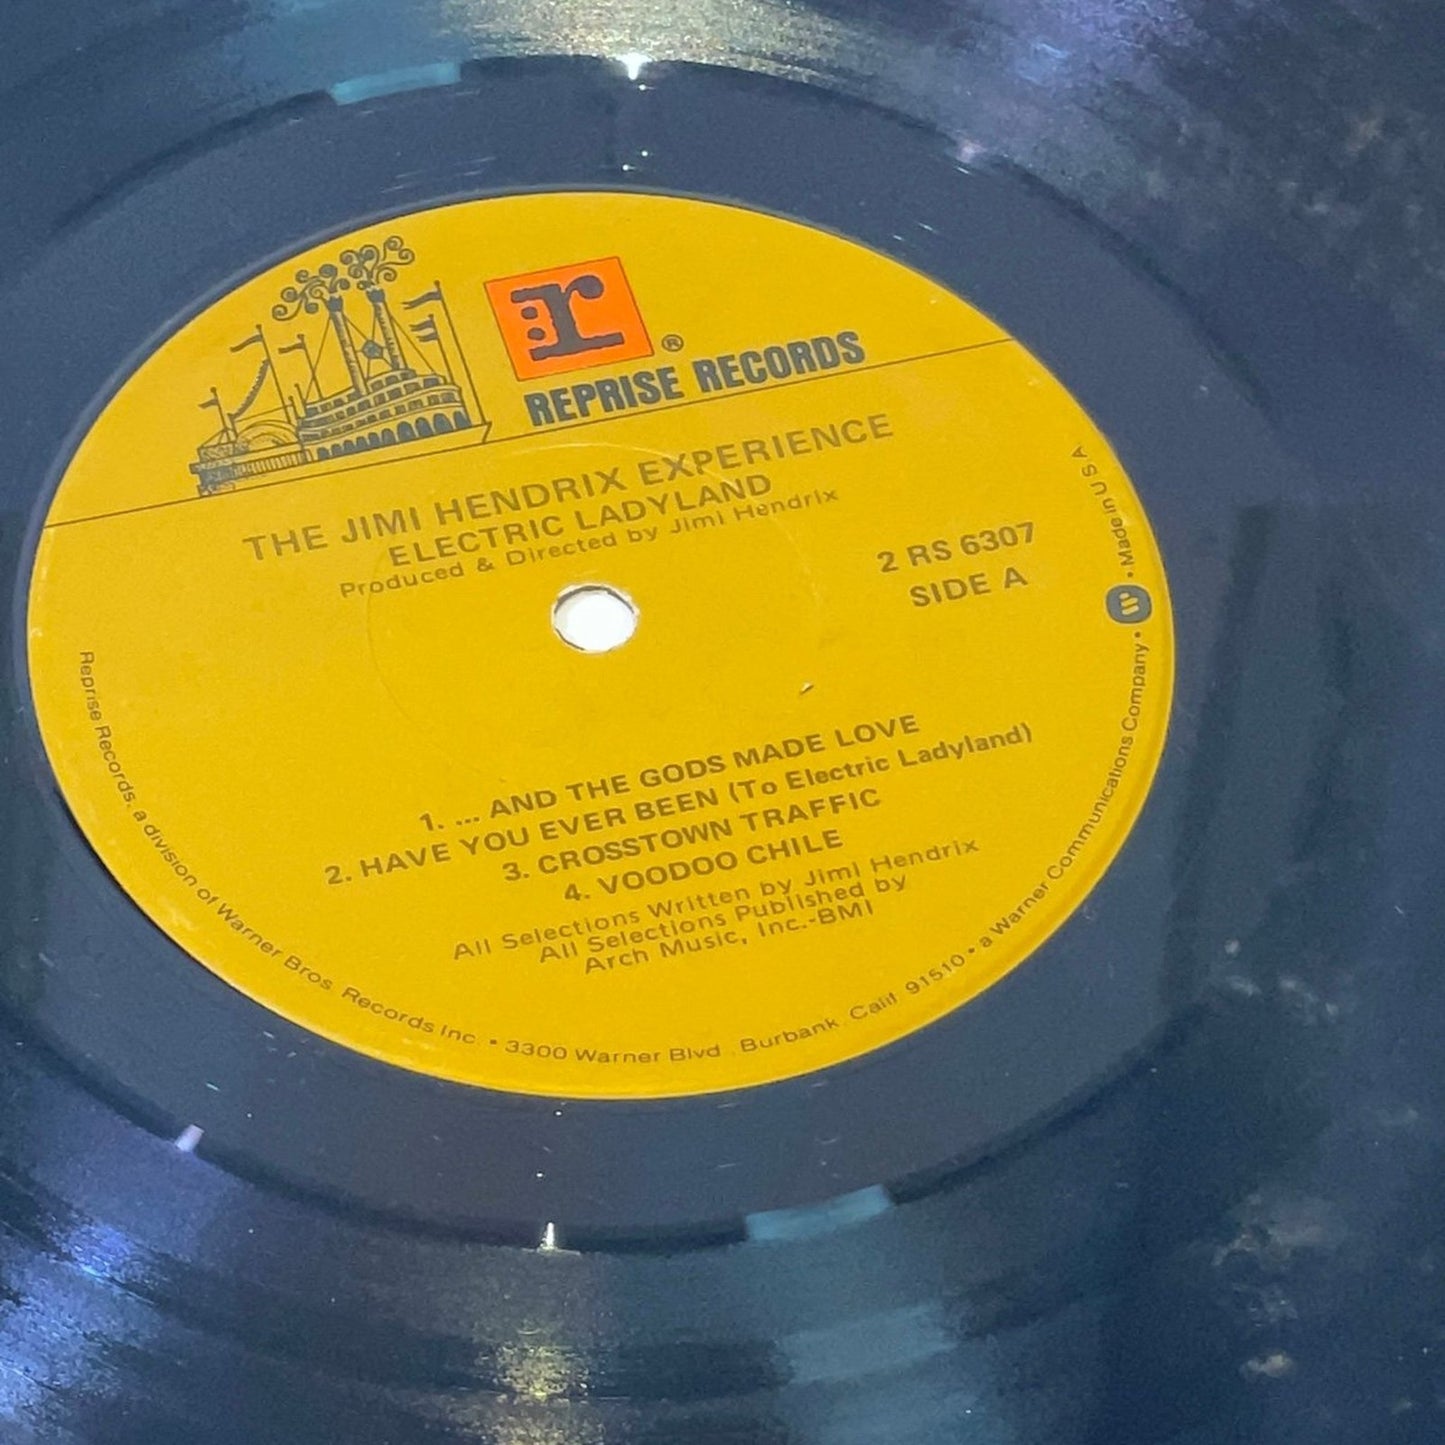 r
®
REPRISE RECORDS
THE JIMI HENDRIX EXPERIENCE
ELECTRIC LADYLAND
Produced & Directed by Jimi Hendrix
2 RS 6307
SIDE A
1. ... AND THE GODS MADE LOVE
2. HAVE YOU EVER BEEN (To Electric Ladyland)
3. CROSSTOWN TRAFFIC
4. VOODOO CHILE
All Selections Written by Jimi Hendrix
All Selections Published by
Arch Music, Inc.-BMI
Reprise Records, a division of Warner Bros. Records Inc. • 3300 Warner Blvd., Burbank, Calif. 91510 • a Warner Communications Company • W • Made in U S A